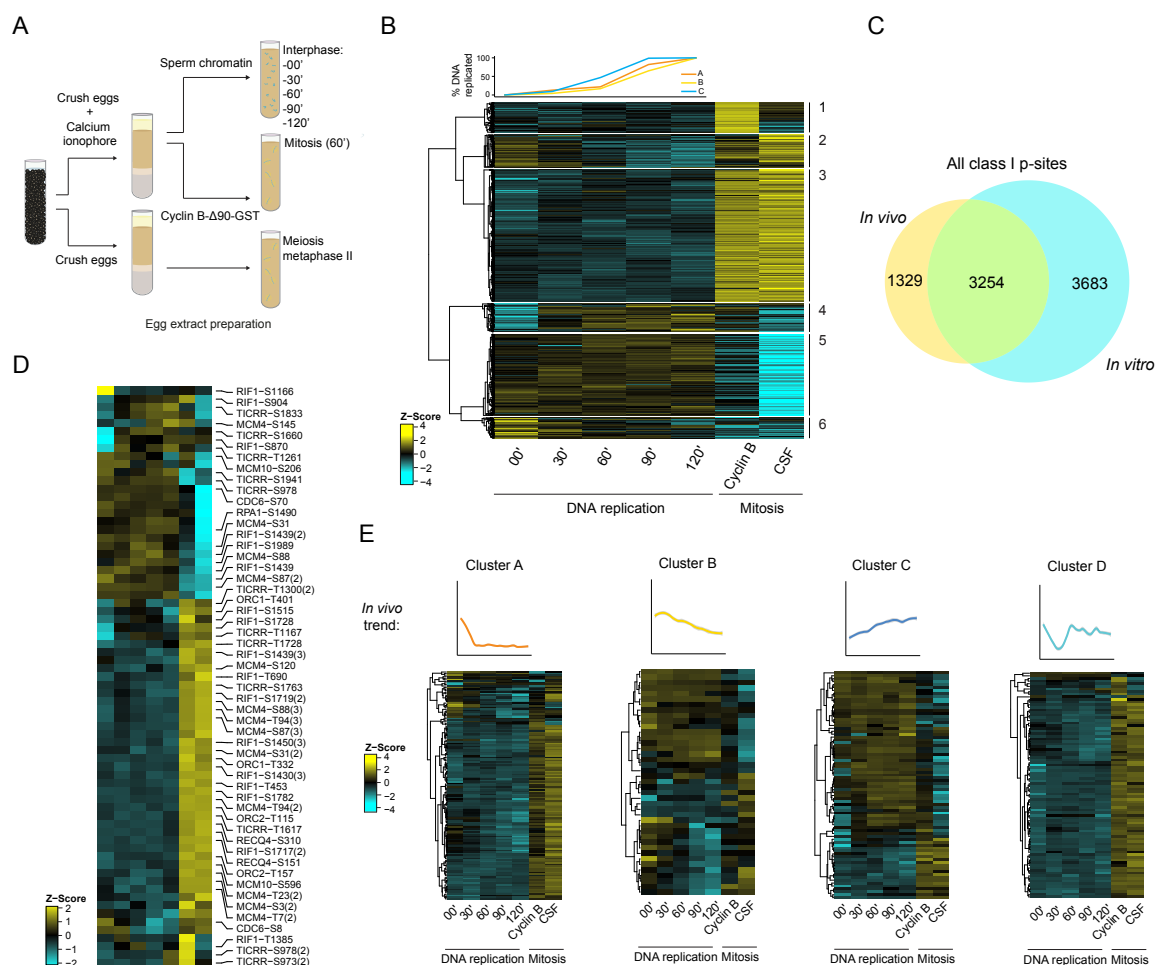 A
Sperm chromatin
Interphase:
-00'
-30'
-60'
-90'
-120'
Crush eggs
+
Calcium
ionophore
Mitosis (60')
Cyclin B-Δ90-GST
Crush eggs
Meiosis
metaphase II
Egg extract preparation
B
% DNA
replicated
100
50
0
A
B
C
1
2
3
4
5
6
Z-Score
4
2
0
−2
−4
00'
30'
60'
90'
120'
Cyclin B
CSF
DNA replication
Mitosis
C
All class I p-sites
In vivo
1329
3254
3683
In vitro
D
RIF1−S1166
RIF1−S904
TICRR−S1833
MCM4−S145
TICRR−S1660
RIF1−S870
TICRR−T1261
MCM10−S206
TICRR−S1941
TICRR−S978
CDC6−S70
RPA1−S1490
MCM4−S31
RIF1−S1439(2)
RIF1−S1989
MCM4−S88
RIF1−S1439
MCM4−S87(2)
TICRR−T1300(2)
ORC1−T401
RIF1−S1515
RIF1−S1728
TICRR−T1167
TICRR−T1728
RIF1−S1439(3)
MCM4−S120
RIF1−T690
TICRR−S1763
RIF1−S1719(2)
MCM4−S88(3)
MCM4−T94(3)
MCM4−S87(3)
RIF1−S1450(3)
MCM4−S31(2)
ORC1−T332
RIF1−S1430(3)
RIF1−T453
RIF1−S1782
MCM4−T94(2)
ORC2−T115
TICRR−T1617
RECQ4−S310
RIF1−S1717(2)
RECQ4−S151
ORC2−T157
MCM10−S596
MCM4−T23(2)
MCM4−S3(2)
MCM4−T7(2)
CDC6−S8
RIF1−T1385
TICRR−S978(2)
TICRR−S973(2)
Z−Score
2
1
0
−1
−2
E
In vivo
trend:
Cluster A
Cluster B
Cluster C
Cluster D
Z−Score
4
2
0
−2
−4
00' 30' 60' 90' 120' Cyclin B CSF
00' 30' 60' 90' 120' Cyclin B CSF
00' 30' 60' 90' 120' Cyclin B CSF
00' 30' 60' 90' 120' Cyclin B CSF
DNA replication Mitosis
DNA replication Mitosis
DNA replication Mitosis
DNA replication Mitosis